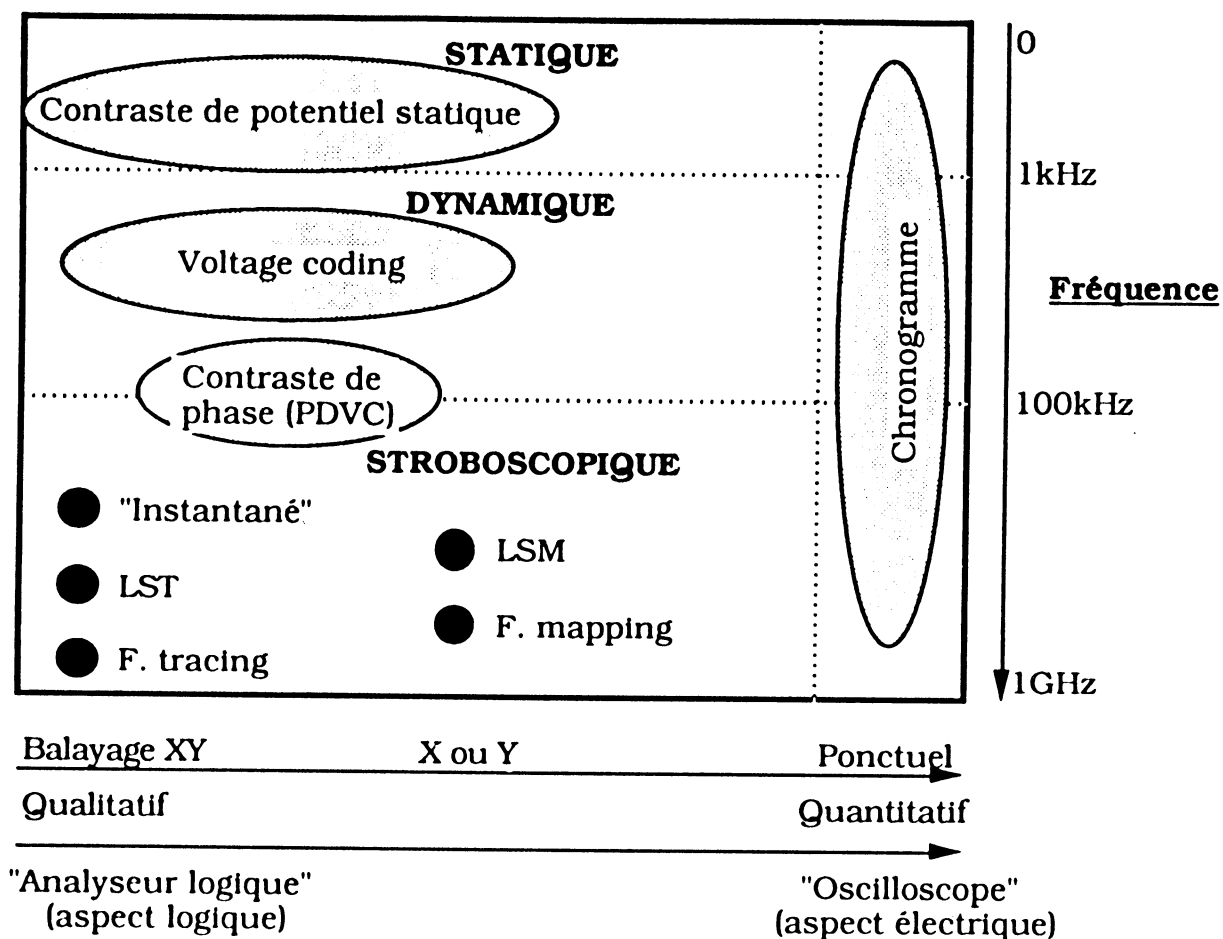 STATIQUE
0
Contraste de potentiel statique
1kHz
DYNAMIQUE
Voltage coding
Fréquence
Chronogramme
Contraste de
phase (PDVC)
100kHz
STROBOSCOPIQUE
"Instantané"
LSM
LST
F. mapping
F. tracing
1GHz
Balayage XY X ou Y Ponctuel
Qualitatif Quantitatif
"Analyseur logique" "Oscilloscope"
(aspect logique) (aspect électrique)